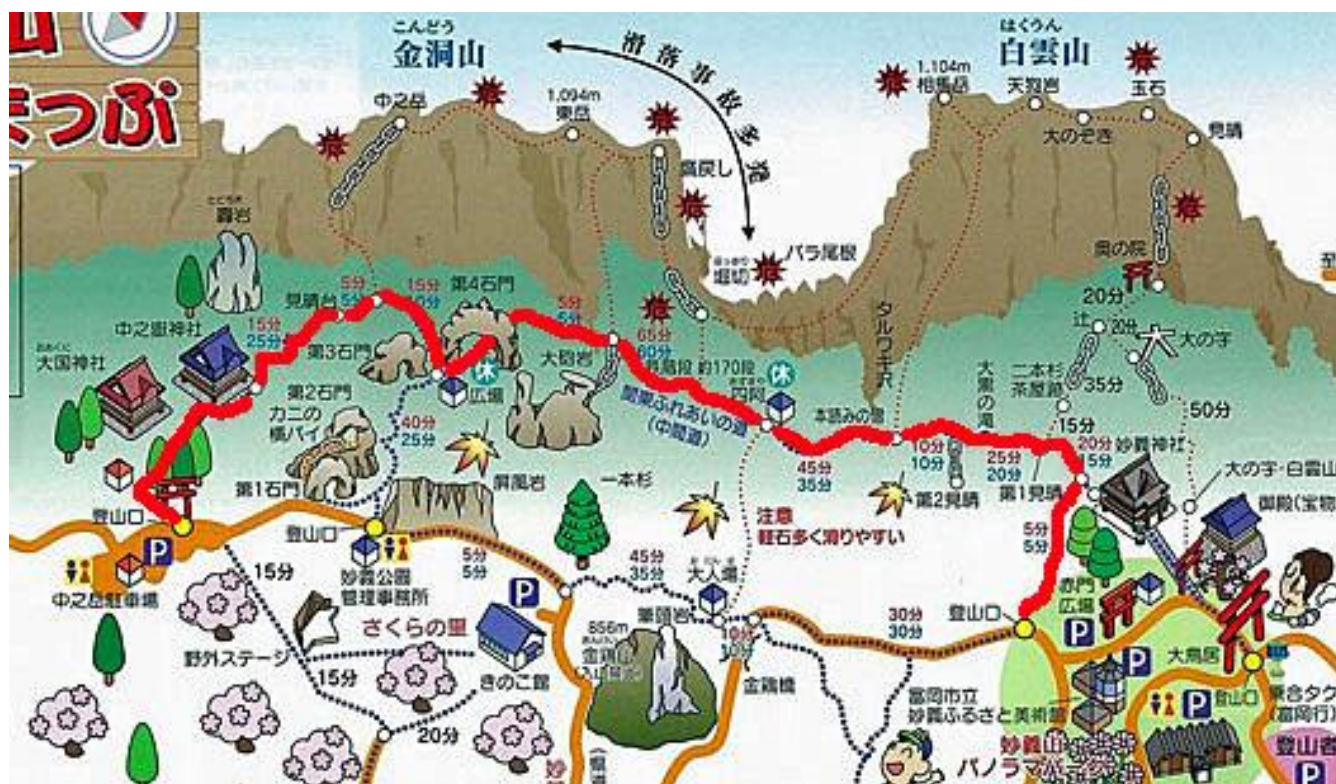 山
まっぷ
こんどう
金洞山
滑落事故多発
はくうん
白雲山
中之岳
1,094m
東岳
鷹戻し
危
1,104m
相馬岳
天狗岩
大のぞき
玉石
見晴
堀切
バラ尾根
奥の院
20分
辻
20分
大の字
大
35分
二本杉
茶屋跡
15分
50分
タルワキ沢
大黒の滝
轟岩
見晴台
5分
5分
15分
第4石門
5分
5分
65分
60分
約170段
中之嶽神社
15分
25分
大国神社
第3石門
第2石門
カニの
横バイ
第1石門
休
広場
40分
25分
大砲岩
関東ふれあいの道
(中間道)
休
四阿
本読みの僧
45分
35分
10分
10分
第2見晴
25分
20分
第1見晴
20分
妙義神社
大の字・白雲山
御殿(宝物
登山口
P
中之岳駐車場
登山口
妙義公園
管理事務所
屏風岩
一本杉
5分
5分
P
45分
35分
大人場
注意
軽石多く滑りやすい
5分
5分
登山口
赤門
広場
P
15分
野外ステージ
さくらの里
15分
きのこ館
20分
856m
金鶏山
筆頭岩
10分
10分
金鶏橋
30分
30分
大鳥居
登山口
P
富岡市立
妙義ふるさと美術館
P
乗合タク
(富岡行)
妙義山
パノラマパーク
登山者
P
妙